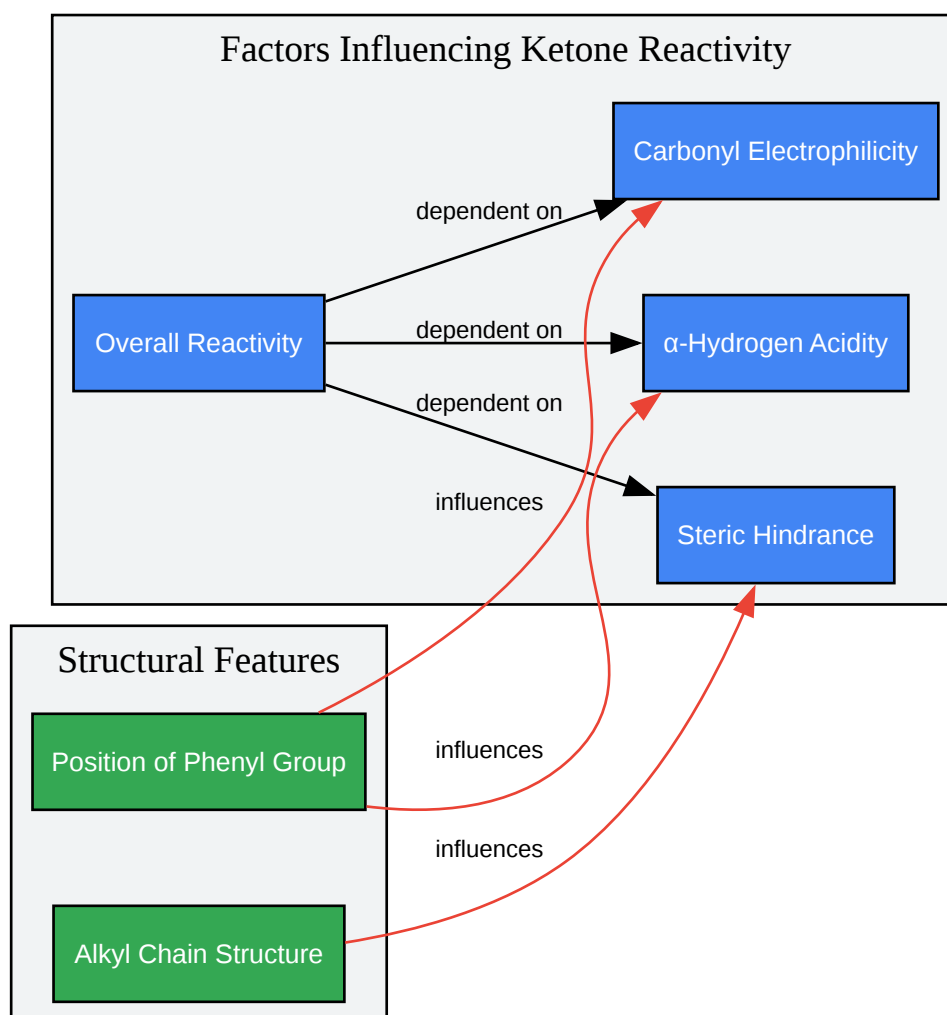 Factors Influencing Ketone Reactivity
Carbonyl Electrophilicity
dependent on
Overall Reactivity
dependent on
α-Hydrogen Acidity
dependent on
influences
Steric Hindrance
Structural Features
Position of Phenyl Group
influences
influences
Alkyl Chain Structure